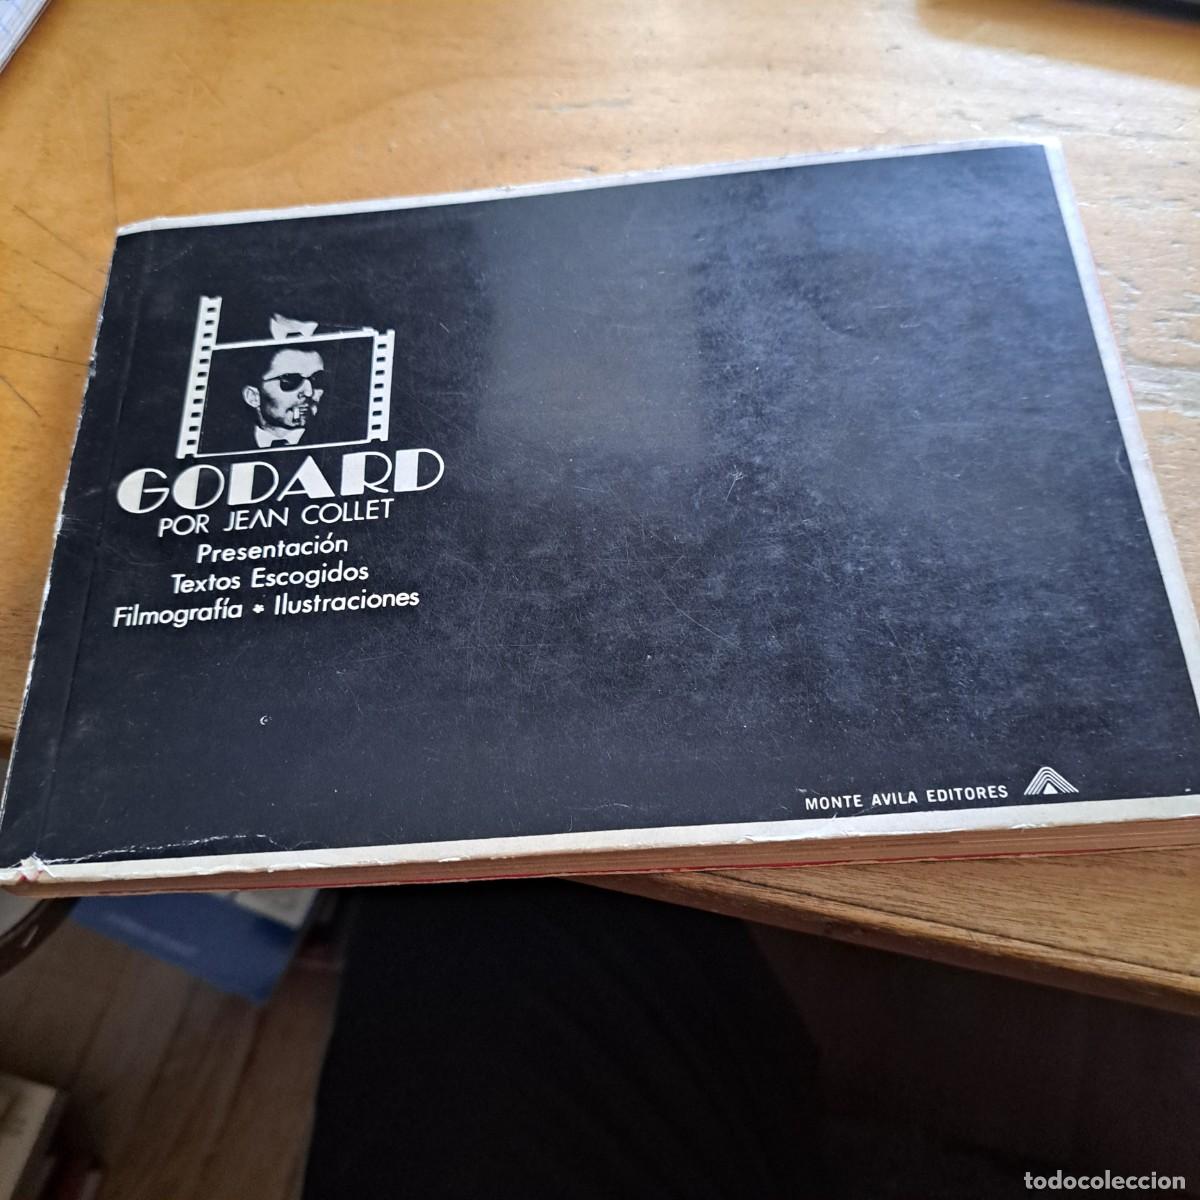 GODARD
POR JEAN COLLET
Presentación
Textos Escogidos
Filmografía * Ilustraciones
MONTE AVILA EDITORES
todocoleccion